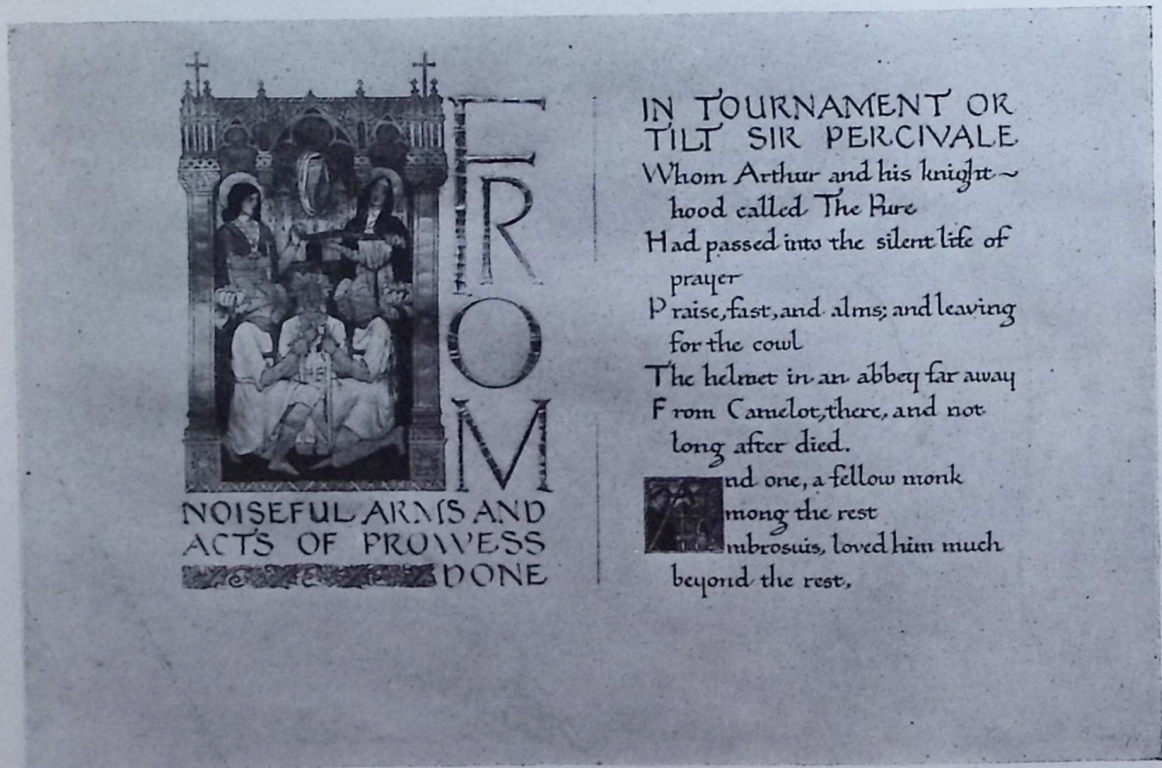 FROM
NOISEFUL ARMS AND
ACTS OF PROWESS
DONE
IN TOURNAMENT OR
TILT SIR PERCIVALE
Whom Arthur and his knight~
hood called The Pure
Had passed into the silent life of
prayer
Praise, fast, and alms; and leaving
for the cowl
The helmet in an abbey far away
From Camelot, there, and not
long after died.
And one, a fellow monk
Among the rest
Ambrosuis, loved him much
beyond the rest,